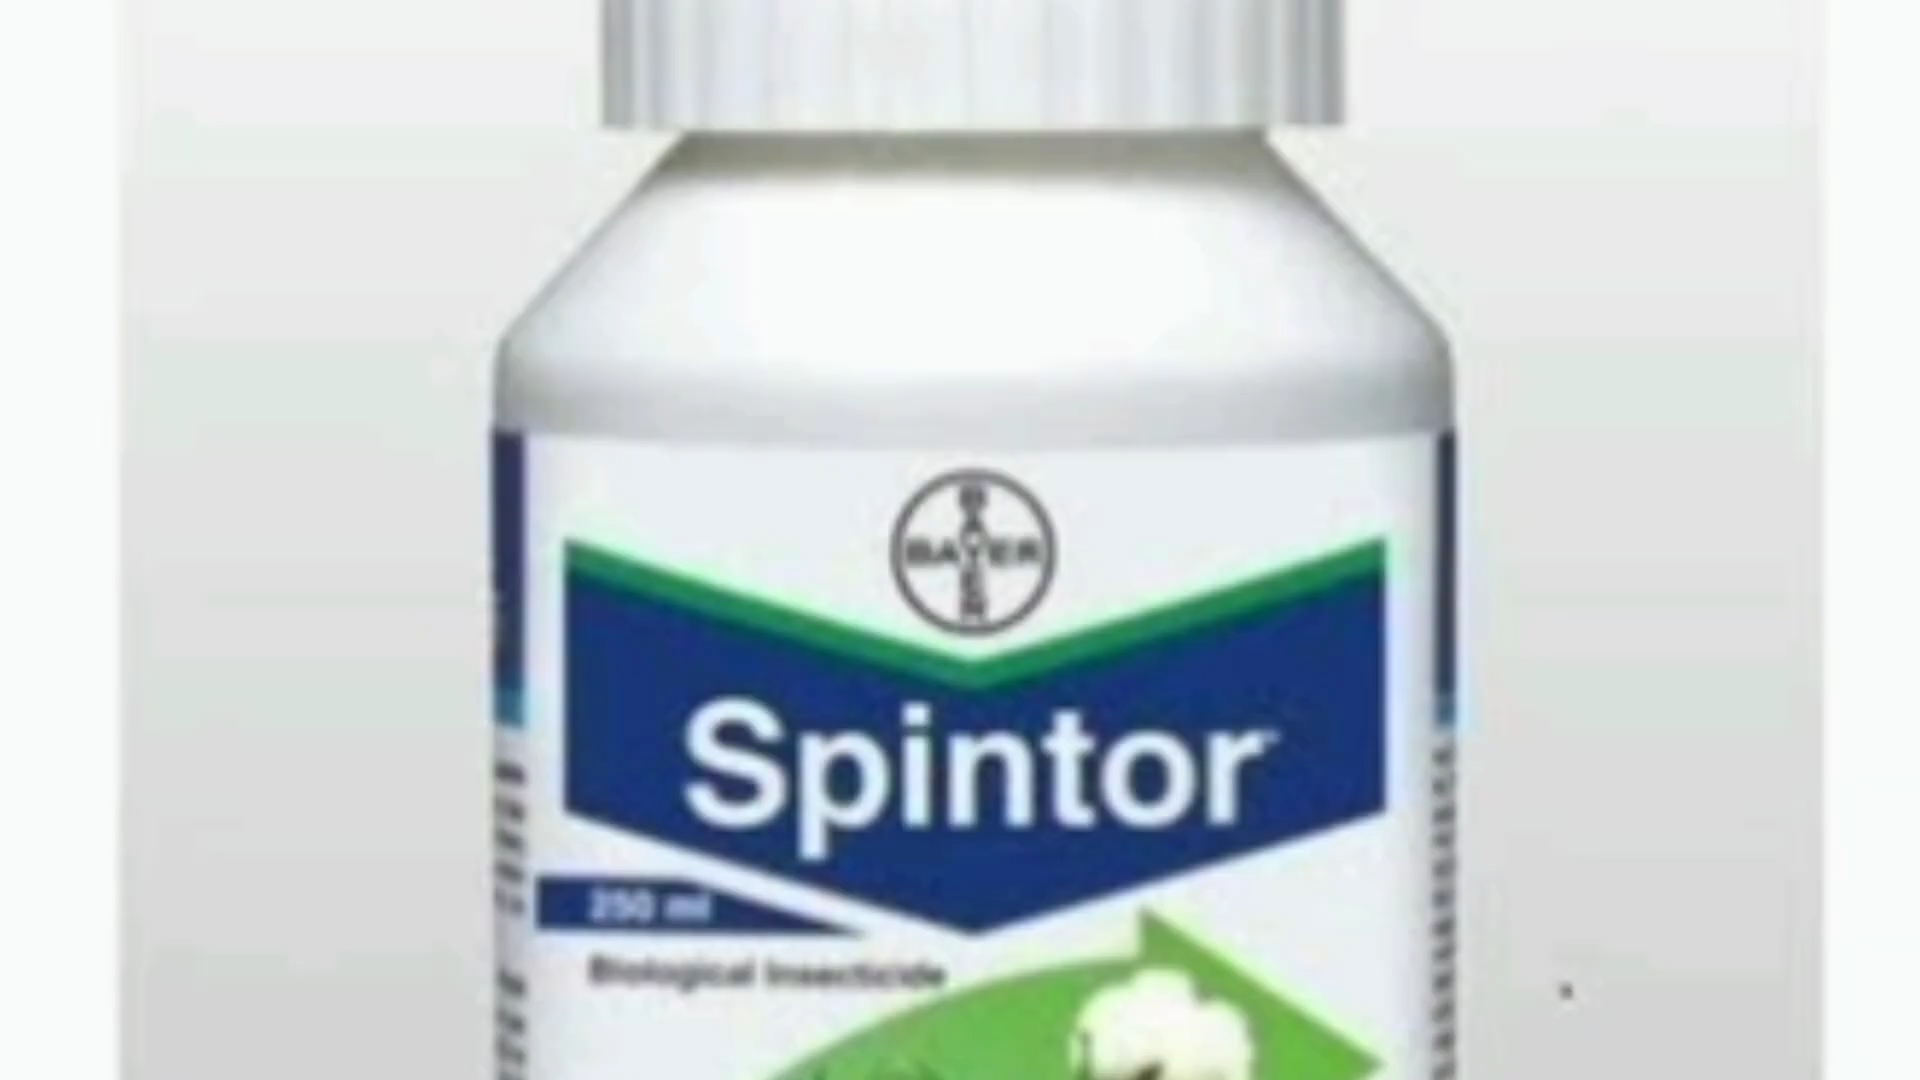 BAYER
BAYER
Spintor
250 ml
Biological Insecticide